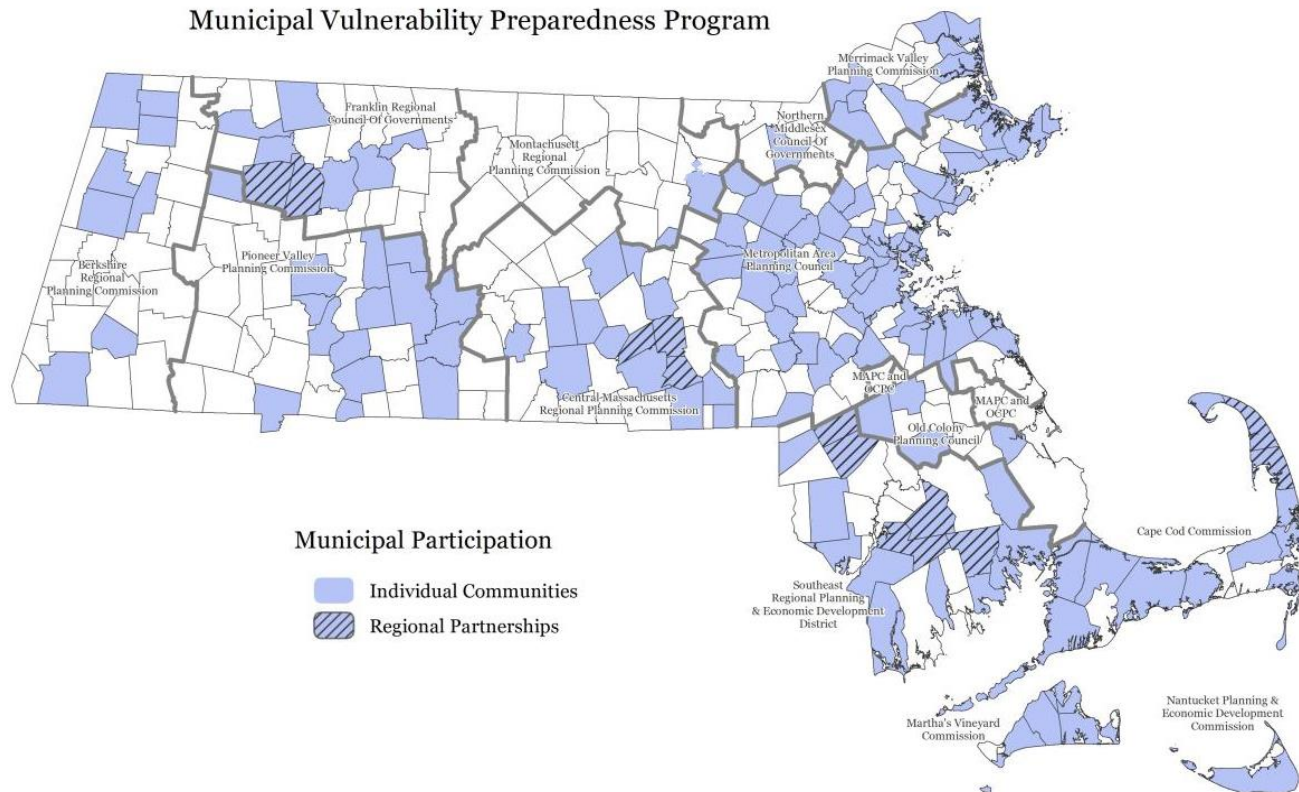 Municipal Vulnerability Preparedness Program
Merrimack Valley
Planning Commission
Franklin Regional
Council Of Governments
Northern
Middlesex
Council Of
Governments
Montachusett
Regional
Planning Commission
Metropolitan Area
Planning Council
Berkshire
Regional
Planning Commission
Pioneer Valley
Planning Commission
MAPC and
OCPC
MAPC and
OCPC
Central Massachusetts
Regional Planning Commission
Old Colony
Planning Council
Cape Cod Commission
Municipal Participation
Individual Communities
Regional Partnerships
Southeast
Regional Planning
& Economic Development
District
Martha's Vineyard
Commission
Nantucket Planning &
Economic Development
Commission